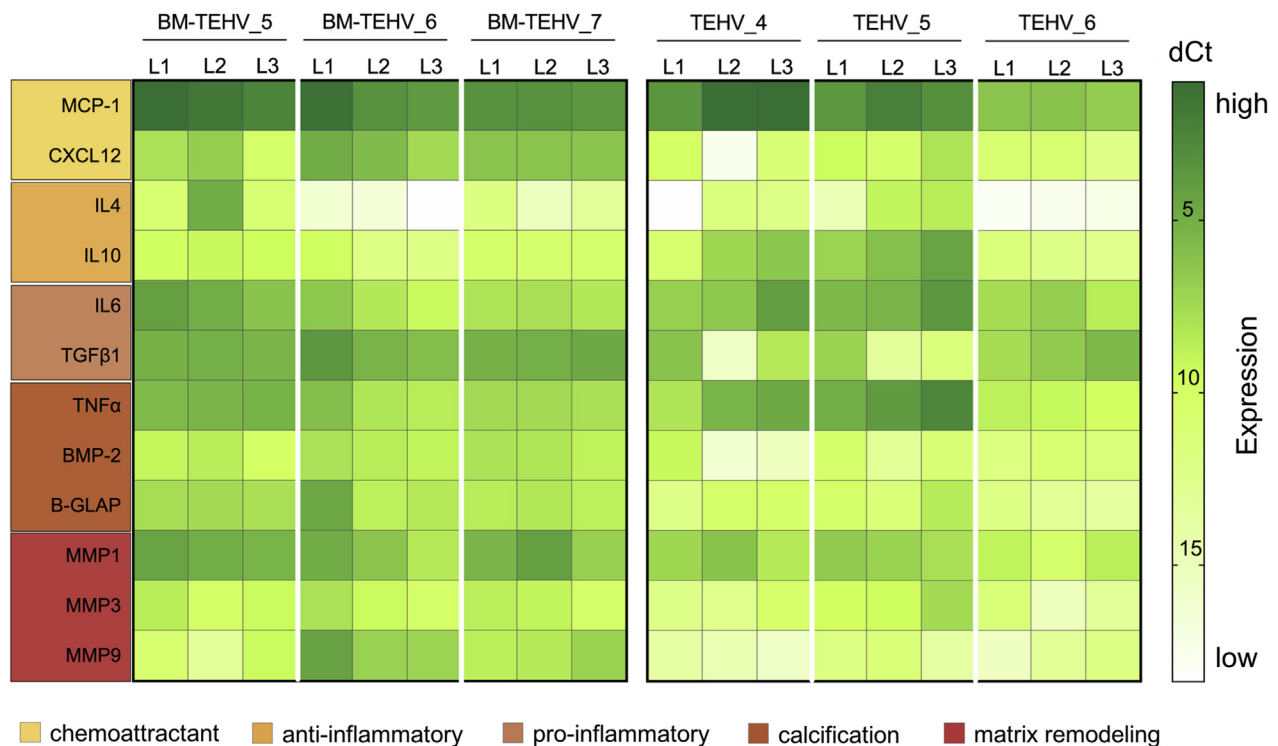 BM-TEHV_5 BM-TEHV_6 BM-TEHV_7 TEHV_4 TEHV_5 TEHV_6
L1 L2 L3 L1 L2 L3 L1 L2 L3 L1 L2 L3 L1 L2 L3 L1 L2 L3
dCt
MCP-1
CXCL12
IL4
IL10
IL6
TGFβ1
TNFα
BMP-2
B-GLAP
MMP1
MMP3
MMP9
high
5
10
15
low
Expression
chemoattractant anti-inflammatory pro-inflammatory calcification matrix remodeling